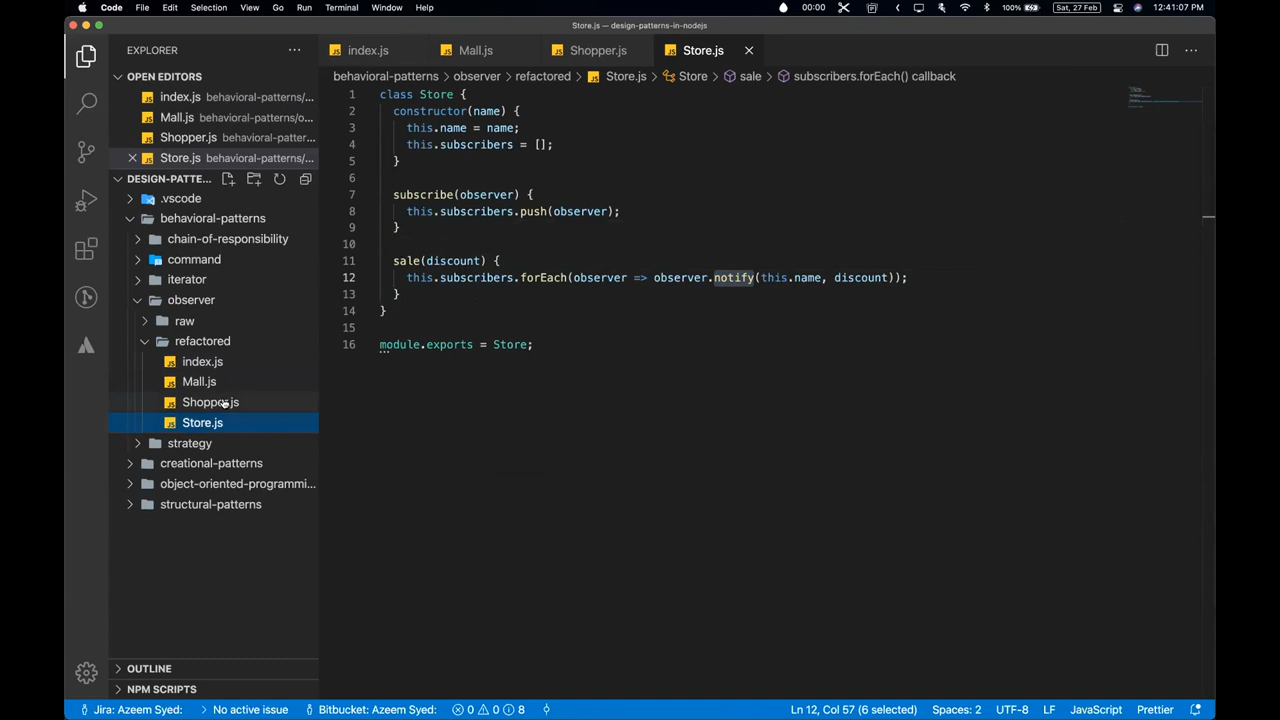 Code File Edit Selection View Go Run Terminal Window Help 00:00 100% Sat, 27 Feb 12:41:07 PM
Store.js — design-patterns-in-nodejs
EXPLORER
index.js Mall.js Shopper.js Store.js
OPEN EDITORS
behavioral-patterns > observer > refactored > Store.js > Store > sale > subscribers.forEach() callback
index.js behavioral-patterns/...
Mall.js behavioral-patterns/o...
Shopper.js behavioral-patter...
Store.js behavioral-patterns/...
DESIGN-PATTE...
.vscode
behavioral-patterns
chain-of-responsibility
command
iterator
observer
raw
refactored
index.js
Mall.js
Shopper.js
Store.js
strategy
creational-patterns
object-oriented-programmi...
structural-patterns
OUTLINE
NPM SCRIPTS
1 class Store {
2 constructor(name) {
3 this.name = name;
4 this.subscribers = [];
5 }
6
7 subscribe(observer) {
8 this.subscribers.push(observer);
9 }
10
11 sale(discount) {
12 this.subscribers.forEach(observer => observer.notify(this.name, discount));
13 }
14 }
15
16 module.exports = Store;
Jira: Azeem Syed: No active issue Bitbucket: Azeem Syed: 0 0 8 Ln 12, Col 57 (6 selected) Spaces: 2 UTF-8 LF JavaScript Prettier